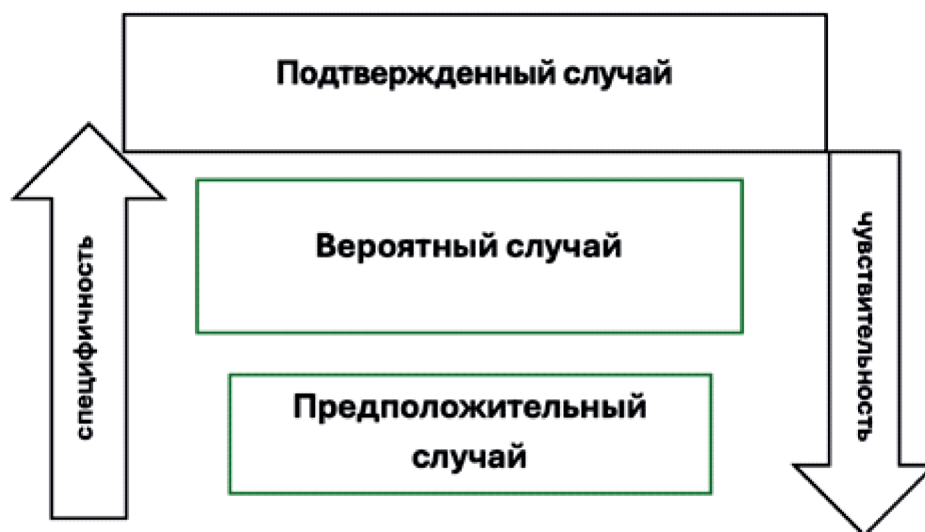 Подтвержденный случай
специфичность
Вероятный случай
чувствительность
Предположительный
случай